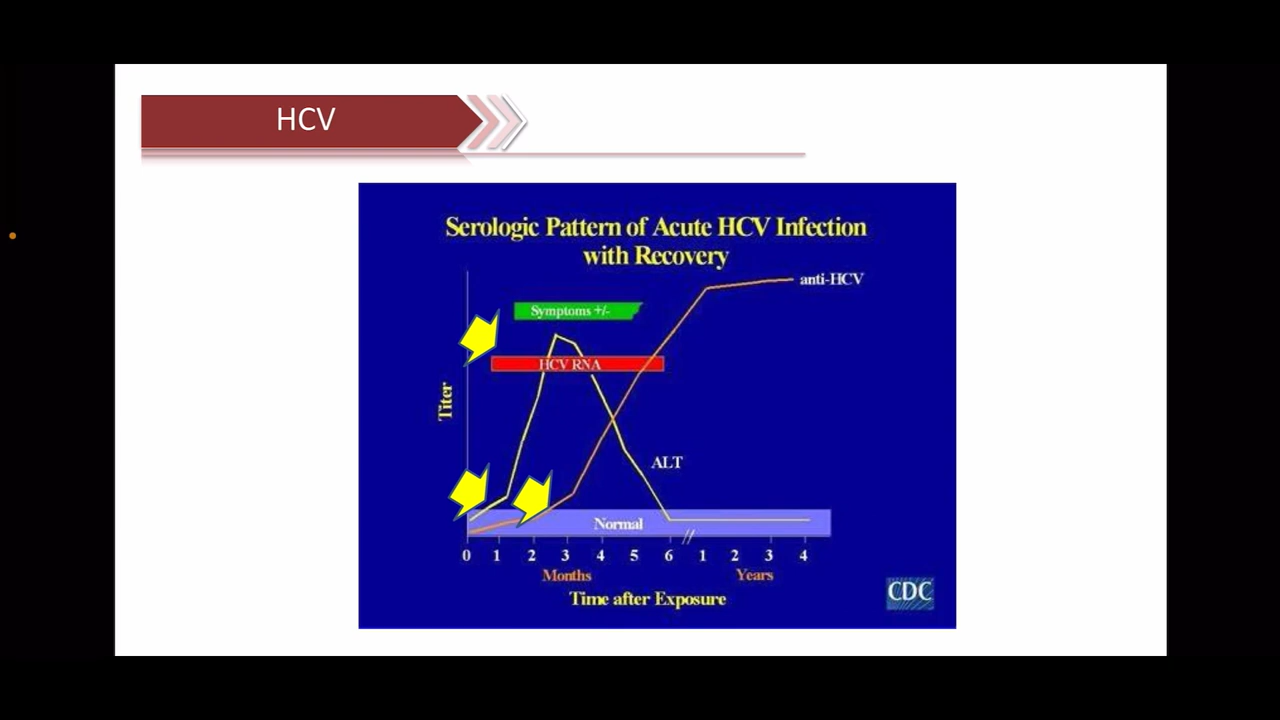 HCV
Serologic Pattern of Acute HCV Infection
with Recovery
anti-HCV
Symptoms +/-
HCV RNA
Titer
ALT
Normal
0 1 2 3 4 5 6 // 1 2 3 4
Months Years
Time after Exposure
CDC